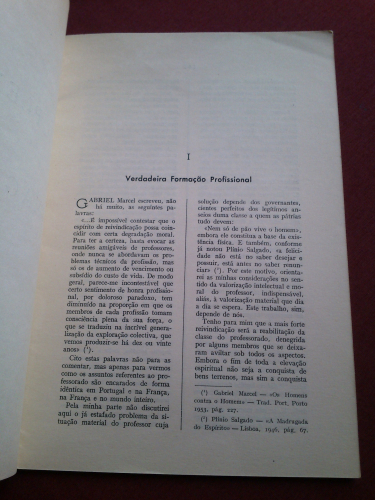 I
Verdadeira Formação Profissional
GABRIEL Marcel escreveu, não
há muito, as seguintes pa-
lavras:
«...É impossível contestar que o
espírito de reivindicação possa coin-
cidir com certa degradação moral.
Para ter a certeza, basta evocar as
reuniões amigáveis de professores,
onde nunca se abordavam os pro-
blemas técnicos da profissão, mas
só os de aumento de vencimento ou
subsídio do custo de vida. De modo
geral, parece-me incontestável que
certo sentimento de honra profissio-
nal, por doloroso paradoxo, tem
diminuído na proporção em que os
membros de cada profissão tomam
consciência plena da sua força, o
que se traduziu na incrível genera-
lização da exploração colectiva, que
vemos produzir-se há dez ou vinte
anos» (¹).
Cito estas palavras não para as
comentar, mas apenas para vermos
como os assuntos referentes ao pro-
fessorado são encarados de forma
idêntica em Portugal e na França,
na França e no mundo inteiro.
Pela minha parte não discutirei
aqui o já estafado problema da si-
tuação material do professor cuja
solução depende dos governantes,
cientes perfeitos dos legítimos an-
seios duma classe a quem as pátrias
tudo devem:
«Nem só de pão vive o homem»,
embora ele constitua a base da exis-
tência física. E também, conforme
já notou Plínio Salgado, «a felici-
dade não está no saber desejar e
possuir, está antes no saber renun-
ciar» (²). Por este motivo, orienta-
rei as minhas considerações no sen-
tido da valorização intelectual e mo-
ral do professor, indispensável,
aliás, à valorização material que dia
a dia se espera. Este trabalho, sim,
depende de nós.
Tenho para mim que a mais forte
reivindicação será a reabilitação da
classe do professorado, denegrida
por alguns membros que se deixa-
ram aviltar sob todos os aspectos.
Embora o fim de toda a elevação
espiritual não seja a conquista de
bens terrenos, mas sim a conquista
(¹) Gabriel Marcel — «Os Homens
contra o Homem» — Trad. Port. Porto
1953, pág. 127.
(²) Plínio Salgado — «A Madrugada
do Espírito» — Lisboa, 1946, pág. 67.